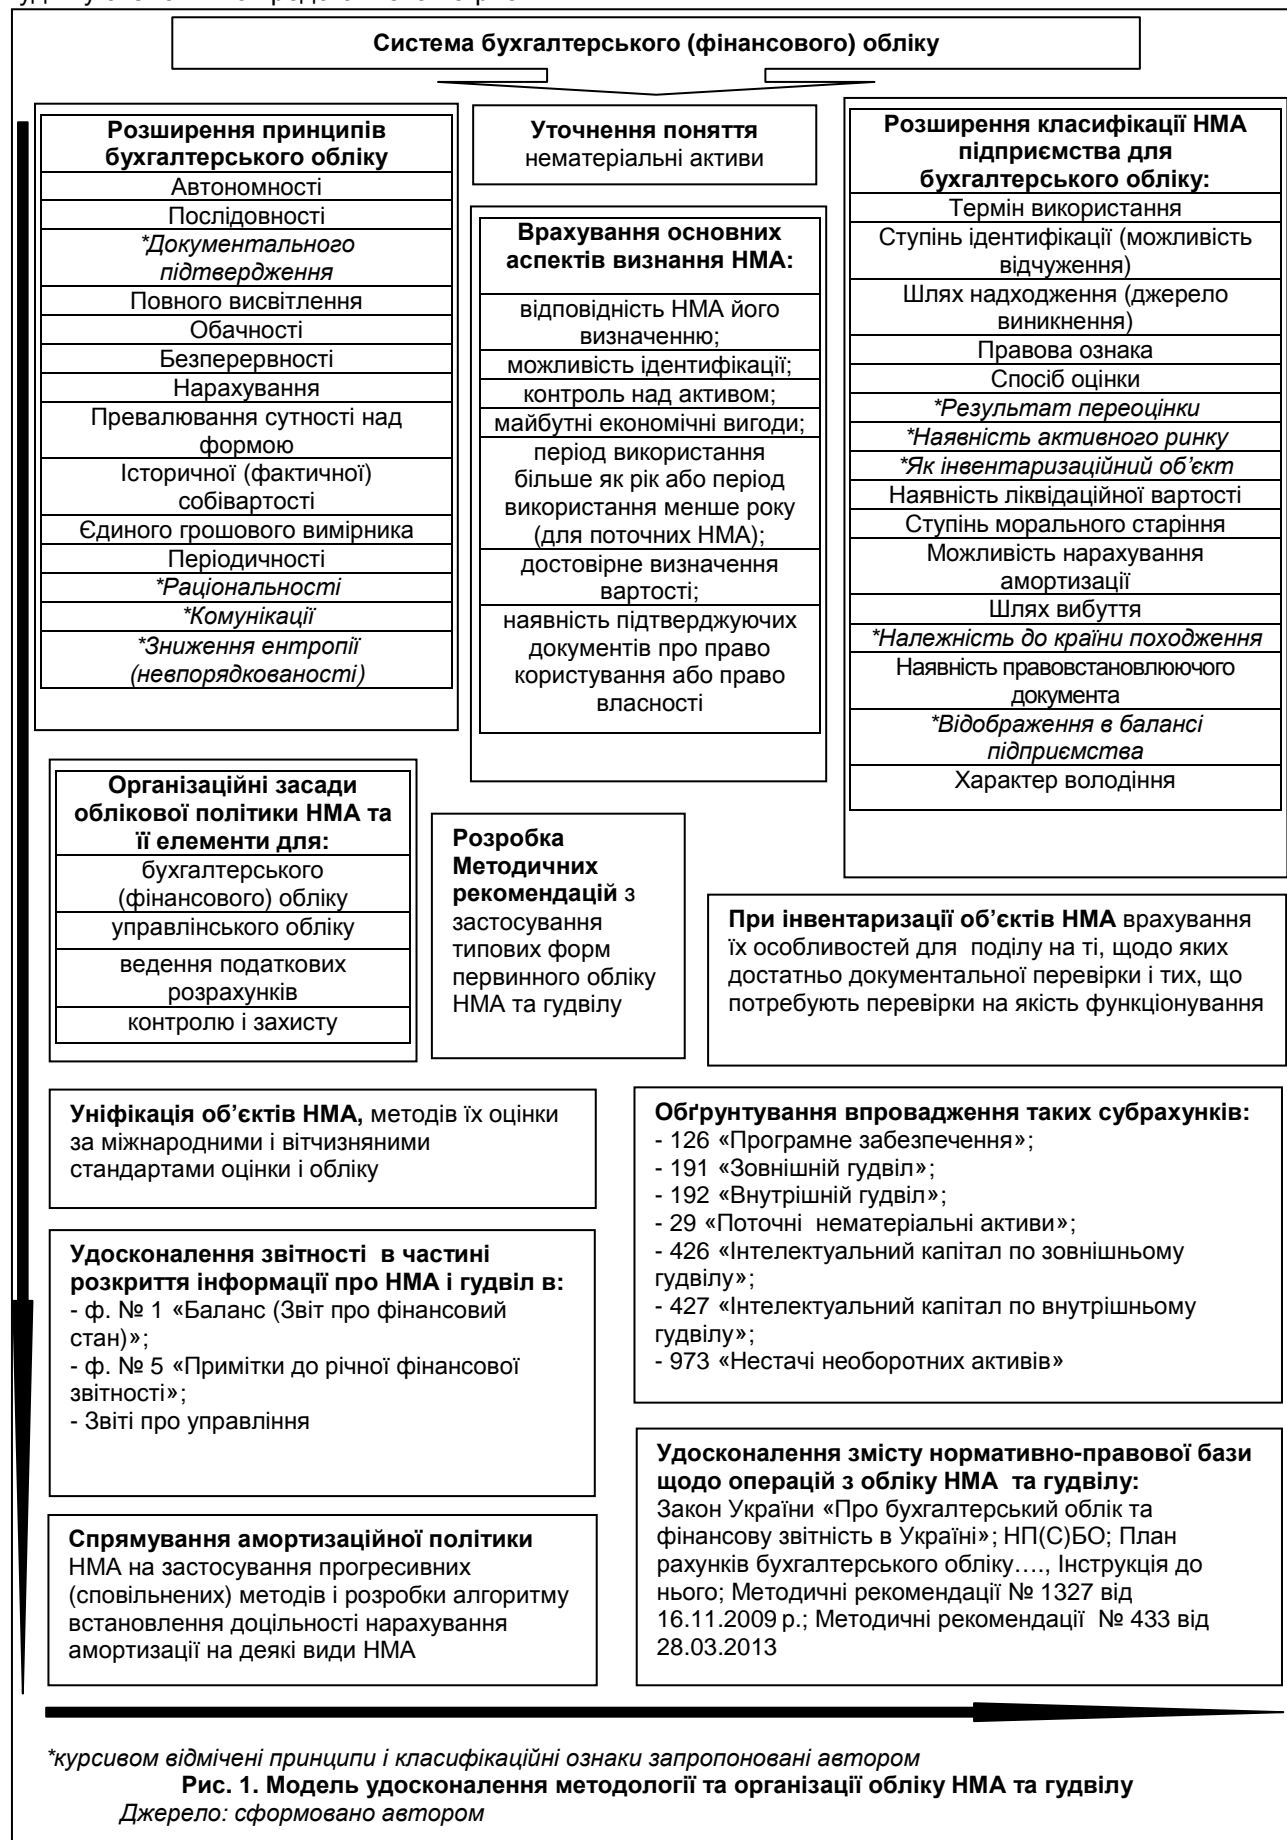 Система бухгалтерського (фінансового) обліку
Розширення принципів
бухгалтерського обліку
Автономності
Послідовності
*Документального
підтвердження
Повного висвітлення
Обачності
Безперервності
Нарахування
Превалювання сутності над
формою
Історичної (фактичної)
собівартості
Єдиного грошового вимірника
Періодичності
*Раціональності
*Комунікації
*Зниження ентропії
(невпорядкованості)
Уточнення поняття
нематеріальні активи
Врахування основних
аспектів визнання НМА:
відповідність НМА його
визначенню;
можливість ідентифікації;
контроль над активом;
майбутні економічні вигоди;
період використання
більше як рік або період
використання менше року
(для поточних НМА);
достовірне визначення
вартості;
наявність підтверджуючих
документів про право
користування або право
власності
Розширення класифікації НМА
підприємства для
бухгалтерського обліку:
Термін використання
Ступінь ідентифікації (можливість
відчуження)
Шлях надходження (джерело
виникнення)
Правова ознака
Спосіб оцінки
*Результат переоцінки
*Наявність активного ринку
*Як інвентаризаційний об’єкт
Наявність ліквідаційної вартості
Ступінь морального старіння
Можливість нарахування
амортизації
Шлях вибуття
*Належність до країни походження
Наявність правовстановлюючого
документа
*Відображення в балансі
підприємства
Характер володіння
Організаційні засади
облікової політики НМА та
її елементи для:
бухгалтерського
(фінансового) обліку
управлінського обліку
ведення податкових
розрахунків
контролю і захисту
Розробка
Методичних
рекомендацій з
застосування
типових форм
первинного обліку
НМА та гудвілу
При інвентаризації об’єктів НМА врахування
їх особливостей для поділу на ті, щодо яких
достатньо документальної перевірки і тих, що
потребують перевірки на якість функціонування
Уніфікація об’єктів НМА, методів їх оцінки
за міжнародними і вітчизняними
стандартами оцінки і обліку
Обґрунтування впровадження таких субрахунків:
- 126 «Програмне забезпечення»;
- 191 «Зовнішній гудвіл»;
- 192 «Внутрішній гудвіл»;
- 29 «Поточні нематеріальні активи»;
- 426 «Інтелектуальний капітал по зовнішньому
гудвілу»;
- 427 «Інтелектуальний капітал по внутрішньому
гудвілу»;
- 973 «Нестачі необоротних активів»
Удосконалення звітності в частині
розкриття інформації про НМА і гудвіл в:
- ф. № 1 «Баланс (Звіт про фінансовий
стан)»;
- ф. № 5 «Примітки до річної фінансової
звітності»;
- Звіті про управління
Удосконалення змісту нормативно-правової бази
щодо операцій з обліку НМА та гудвілу:
Закон України «Про бухгалтерський облік та
фінансову звітність в Україні»; НП(С)БО; План
рахунків бухгалтерського обліку…., Інструкція до
нього; Методичні рекомендації № 1327 від
16.11.2009 р.; Методичні рекомендації № 433 від
28.03.2013
Спрямування амортизаційної політики
НМА на застосування прогресивних
(сповільнених) методів і розробки алгоритму
встановлення доцільності нарахування
амортизації на деякі види НМА
*курсивом відмічені принципи і класифікаційні ознаки запропоновані автором
Рис. 1. Модель удосконалення методології та організації обліку НМА та гудвілу
Джерело: сформовано автором